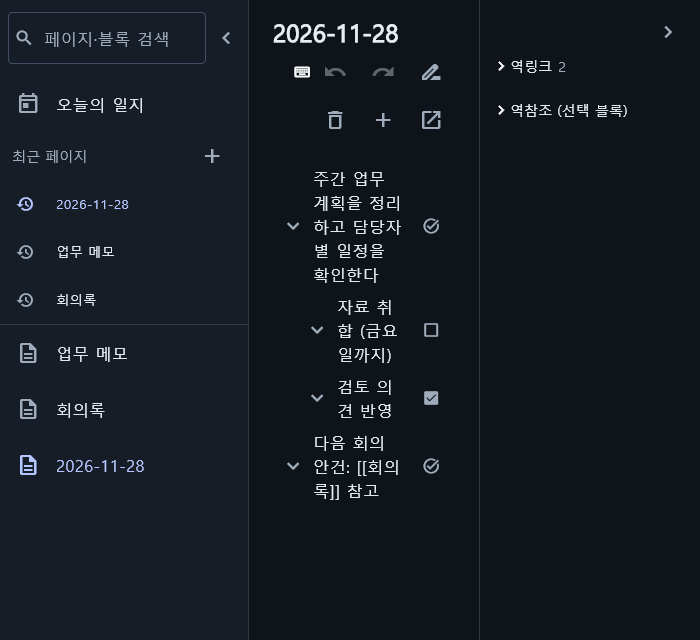 페이지·블록 검색
오늘의 일지
최근 페이지
2026-11-28
업무 메모
회의록
업무 메모
회의록
2026-11-28
2026-11-28
주간 업무
계획을 정리
하고 담당자
별 일정을
확인한다
자료 취
합 (금요
일까지)
검토 의
견 반영
다음 회의
안건: [[회의
록]] 참고
역링크 2
역참조 (선택 블록)